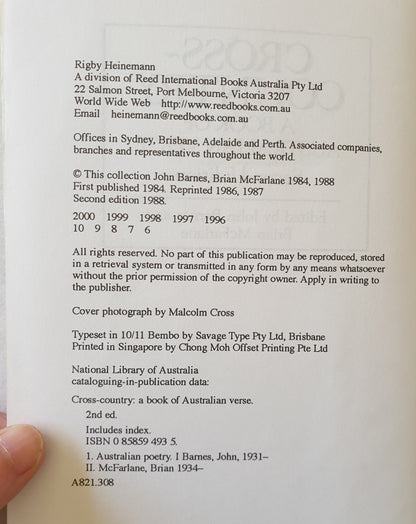 Rigby Heinemann
A division of Reed International Books Australia Pty Ltd
22 Salmon Street, Port Melbourne, Victoria 3207
World Wide Web http://www.reedbooks.com.au
Email heinemann@reedbooks.com.au
Offices in Sydney, Brisbane, Adelaide and Perth. Associated companies,
branches and representatives throughout the world.
© This collection John Barnes, Brian McFarlane 1984, 1988
First published 1984. Reprinted 1986, 1987
Second edition 1988.
2000 1999 1998 1997 1996
10 9 8 7 6
All rights reserved. No part of this publication may be reproduced, stored
in a retrieval system or transmitted in any form by any means whatsoever
without the prior permission of the copyright owner. Apply in writing to
the publisher.
Cover photograph by Malcolm Cross
Typeset in 10/11 Bembo by Savage Type Pty Ltd, Brisbane
Printed in Singapore by Chong Moh Offset Printing Pte Ltd
National Library of Australia
cataloguing-in-publication data:
Cross-country: a book of Australian verse.
2nd ed.
Includes index.
ISBN 0 85859 493 5.
1. Australian poetry. I Barnes, John, 1931–
II. McFarlane, Brian 1934–
A821.308